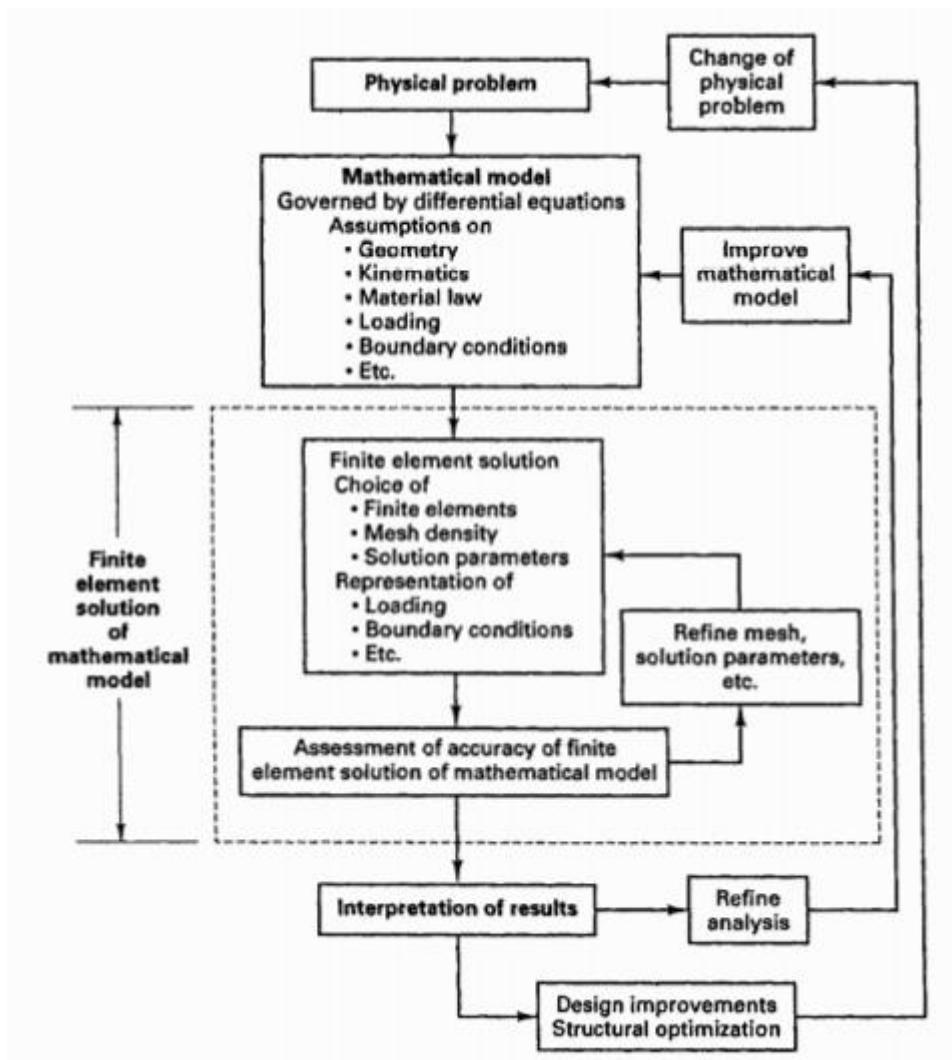 Physical problem
Change of
physical
problem
Mathematical model
Governed by differential equations
Assumptions on
• Geometry
• Kinematics
• Material law
• Loading
• Boundary conditions
• Etc.
Improve
mathematical
model
Finite
element
solution
of
mathematical
model
Finite element solution
Choice of
• Finite elements
• Mesh density
• Solution parameters
Representation of
• Loading
• Boundary conditions
• Etc.
Refine mesh,
solution parameters,
etc.
Assessment of accuracy of finite
element solution of mathematical model
Interpretation of results
Refine
analysis
Design improvements
Structural optimization